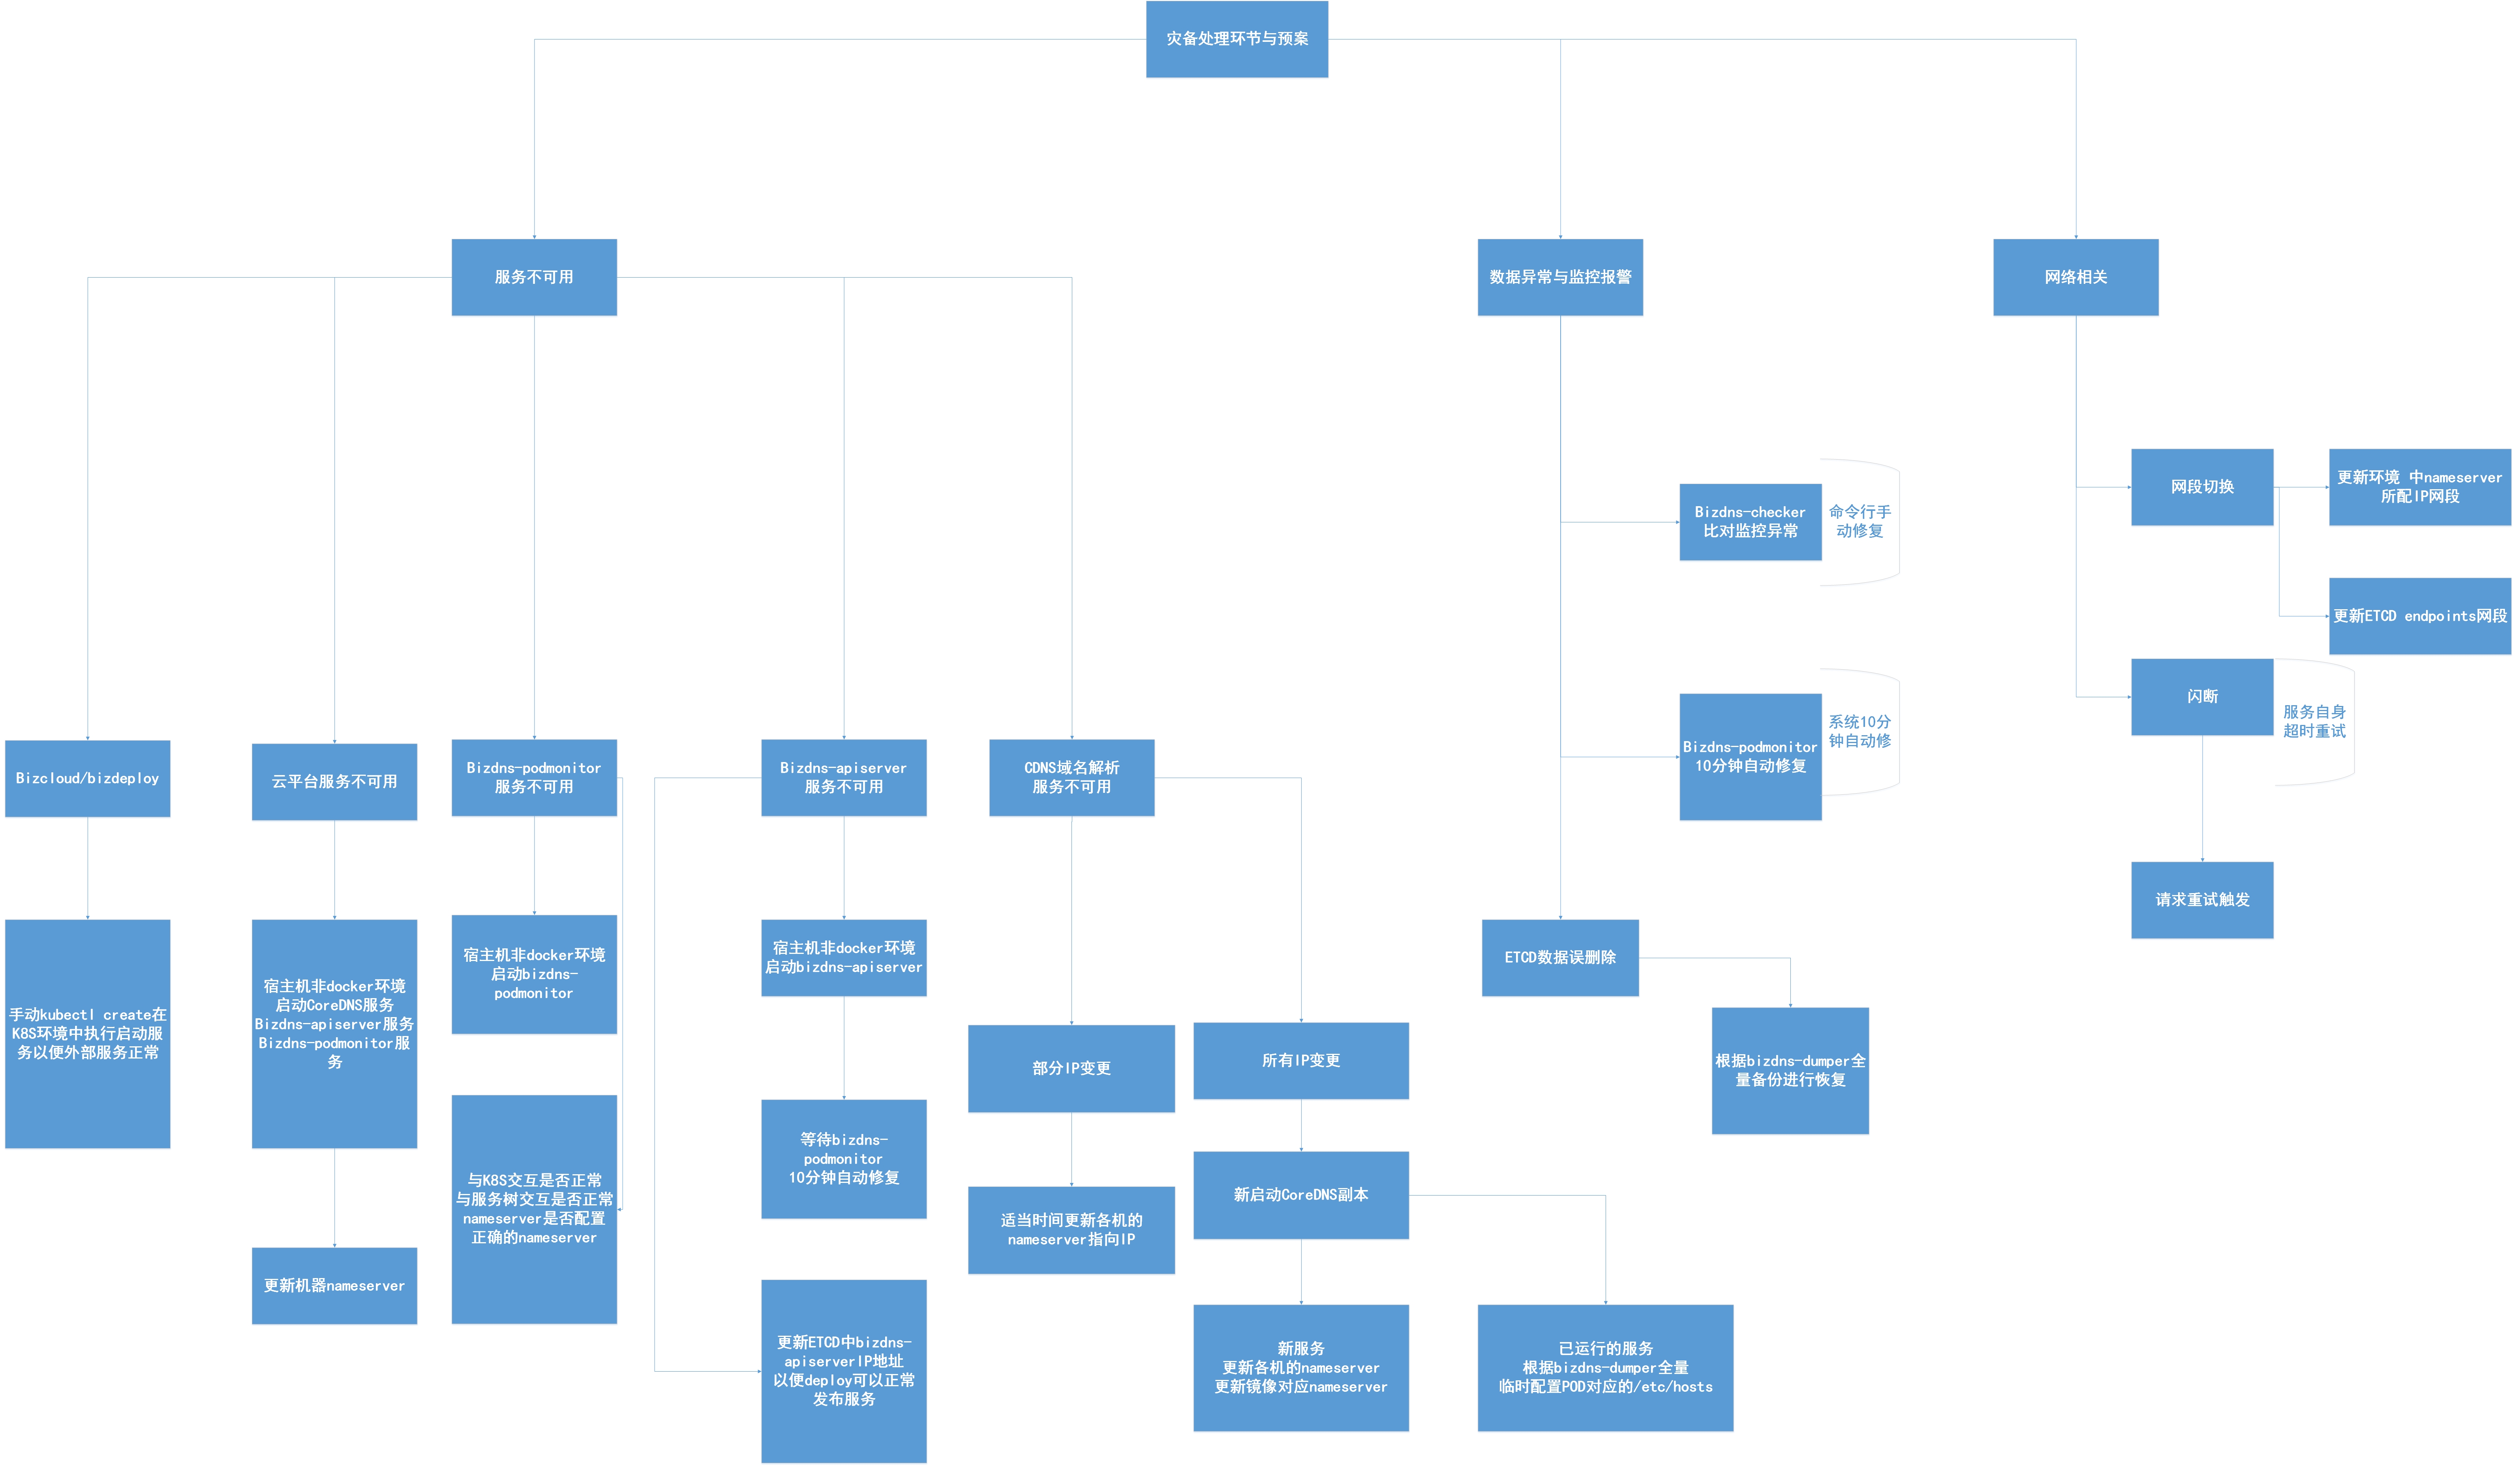 灾备处理环节与预案
服务不可用
数据异常与监控报警
网络相关
Bizcloud/bizdeploy
云平台服务不可用
Bizdns-podmonitor
服务不可用
Bizdns-apiserver
服务不可用
CDNS域名解析
服务不可用
手动kubectl create在
K8S环境中执行启动服
务以便外部服务正常
宿主机非docker环境
启动CoreDNS服务
Bizdns-apiserver服务
Bizdns-podmonitor服
务
更新机器nameserver
宿主机非docker环境
启动bizdns-
podmonitor
与K8S交互是否正常
与服务树交互是否正常
nameserver是否配置
正确的nameserver
宿主机非docker环境
启动bizdns-apiserver
等待bizdns-
podmonitor
10分钟自动修复
更新ETCD中bizdns-
apiserverIP地址
以便deploy可以正常
发布服务
部分IP变更
适当时间更新各机的
nameserver指向IP
所有IP变更
新启动CoreDNS副本
新服务
更新各机的nameserver
更新镜像对应nameserver
已运行的服务
根据bizdns-dumper全量
临时配置POD对应的/etc/hosts
Bizdns-checker
比对监控异常
命令行手
动修复
Bizdns-podmonitor
10分钟自动修复
系统10分
钟自动修
ETCD数据误删除
根据bizdns-dumper全
量备份进行恢复
网段切换
更新环境 中nameserver
所配IP网段
更新ETCD endpoints网段
闪断
服务自身
超时重试
请求重试触发